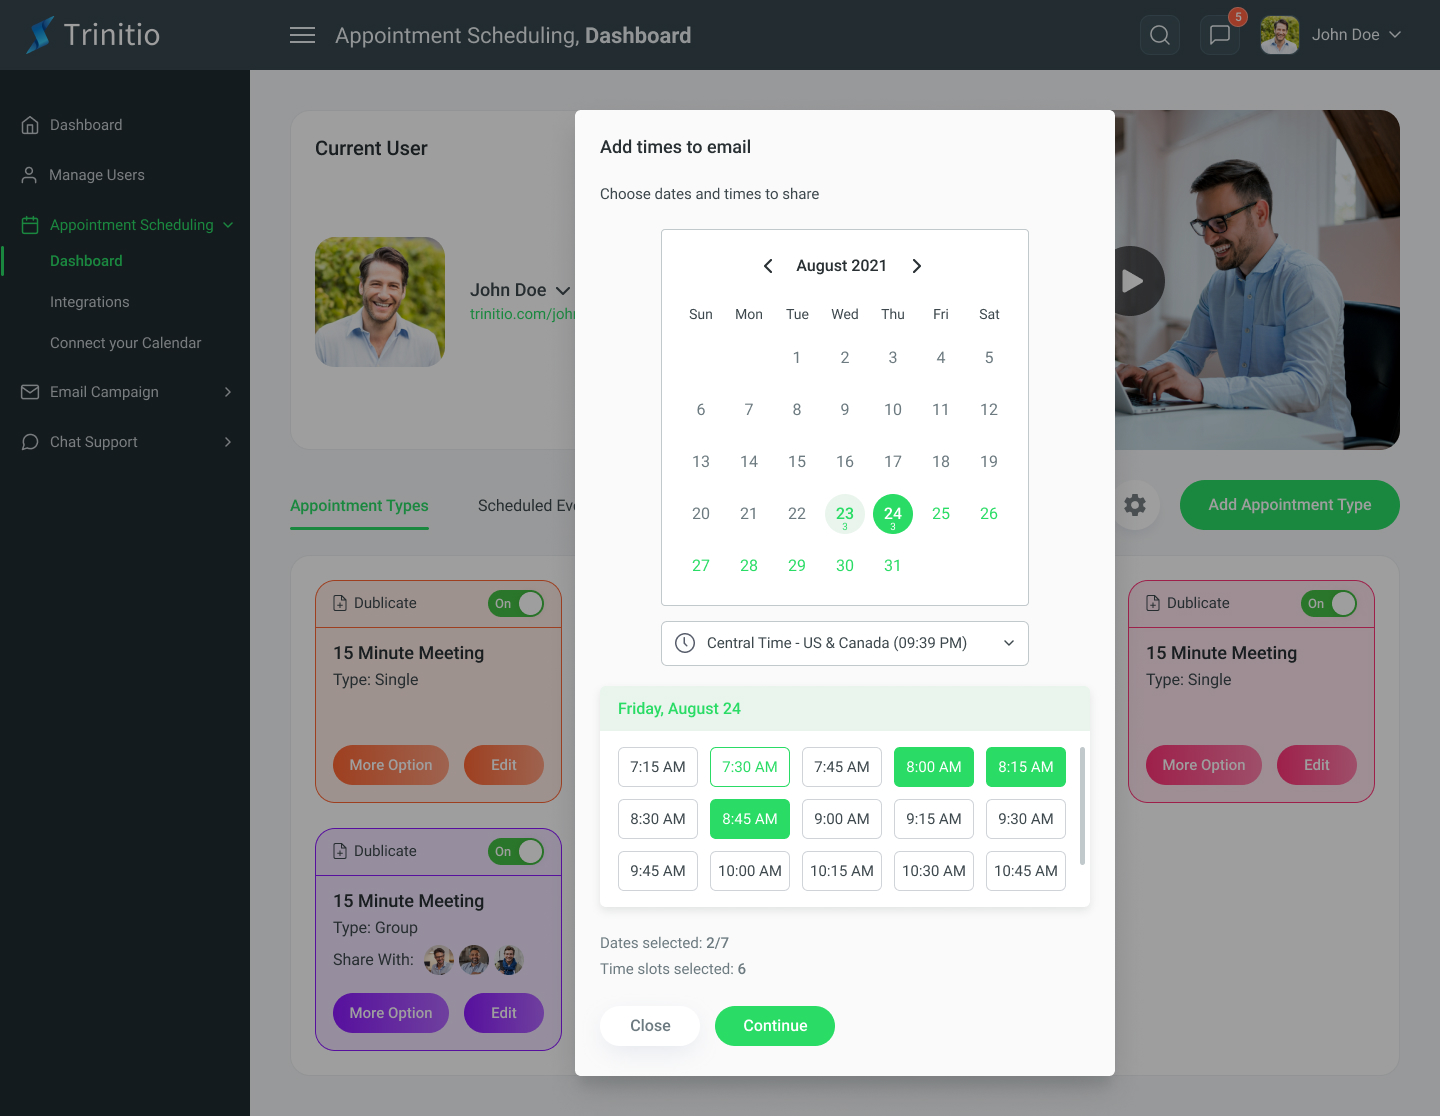 Trinitio
Appointment Scheduling, Dashboard
5
John Doe
Dashboard
Manage Users
Appointment Scheduling
Dashboard
Integrations
Connect your Calendar
Email Campaign
Chat Support
Current User
John Doe
trinitio.com/john
Appointment Types
Scheduled Eve
Add Appointment Type
Dublicate
On
15 Minute Meeting
Type: Single
More Option
Edit
Dublicate
On
15 Minute Meeting
Type: Group
Share With:
More Option
Edit
Add times to email
Choose dates and times to share
August 2021
Sun Mon Tue Wed Thu Fri Sat
1 2 3 4 5
6 7 8 9 10 11 12
13 14 15 16 17 18 19
20 21 22 23 24 25 26
3 3
27 28 29 30 31
Central Time - US & Canada (09:39 PM)
Friday, August 24
7:15 AM 7:30 AM 7:45 AM 8:00 AM 8:15 AM
8:30 AM 8:45 AM 9:00 AM 9:15 AM 9:30 AM
9:45 AM 10:00 AM 10:15 AM 10:30 AM 10:45 AM
Dates selected: 2/7
Time slots selected: 6
Close
Continue
Dublicate
On
15 Minute Meeting
Type: Single
More Option
Edit